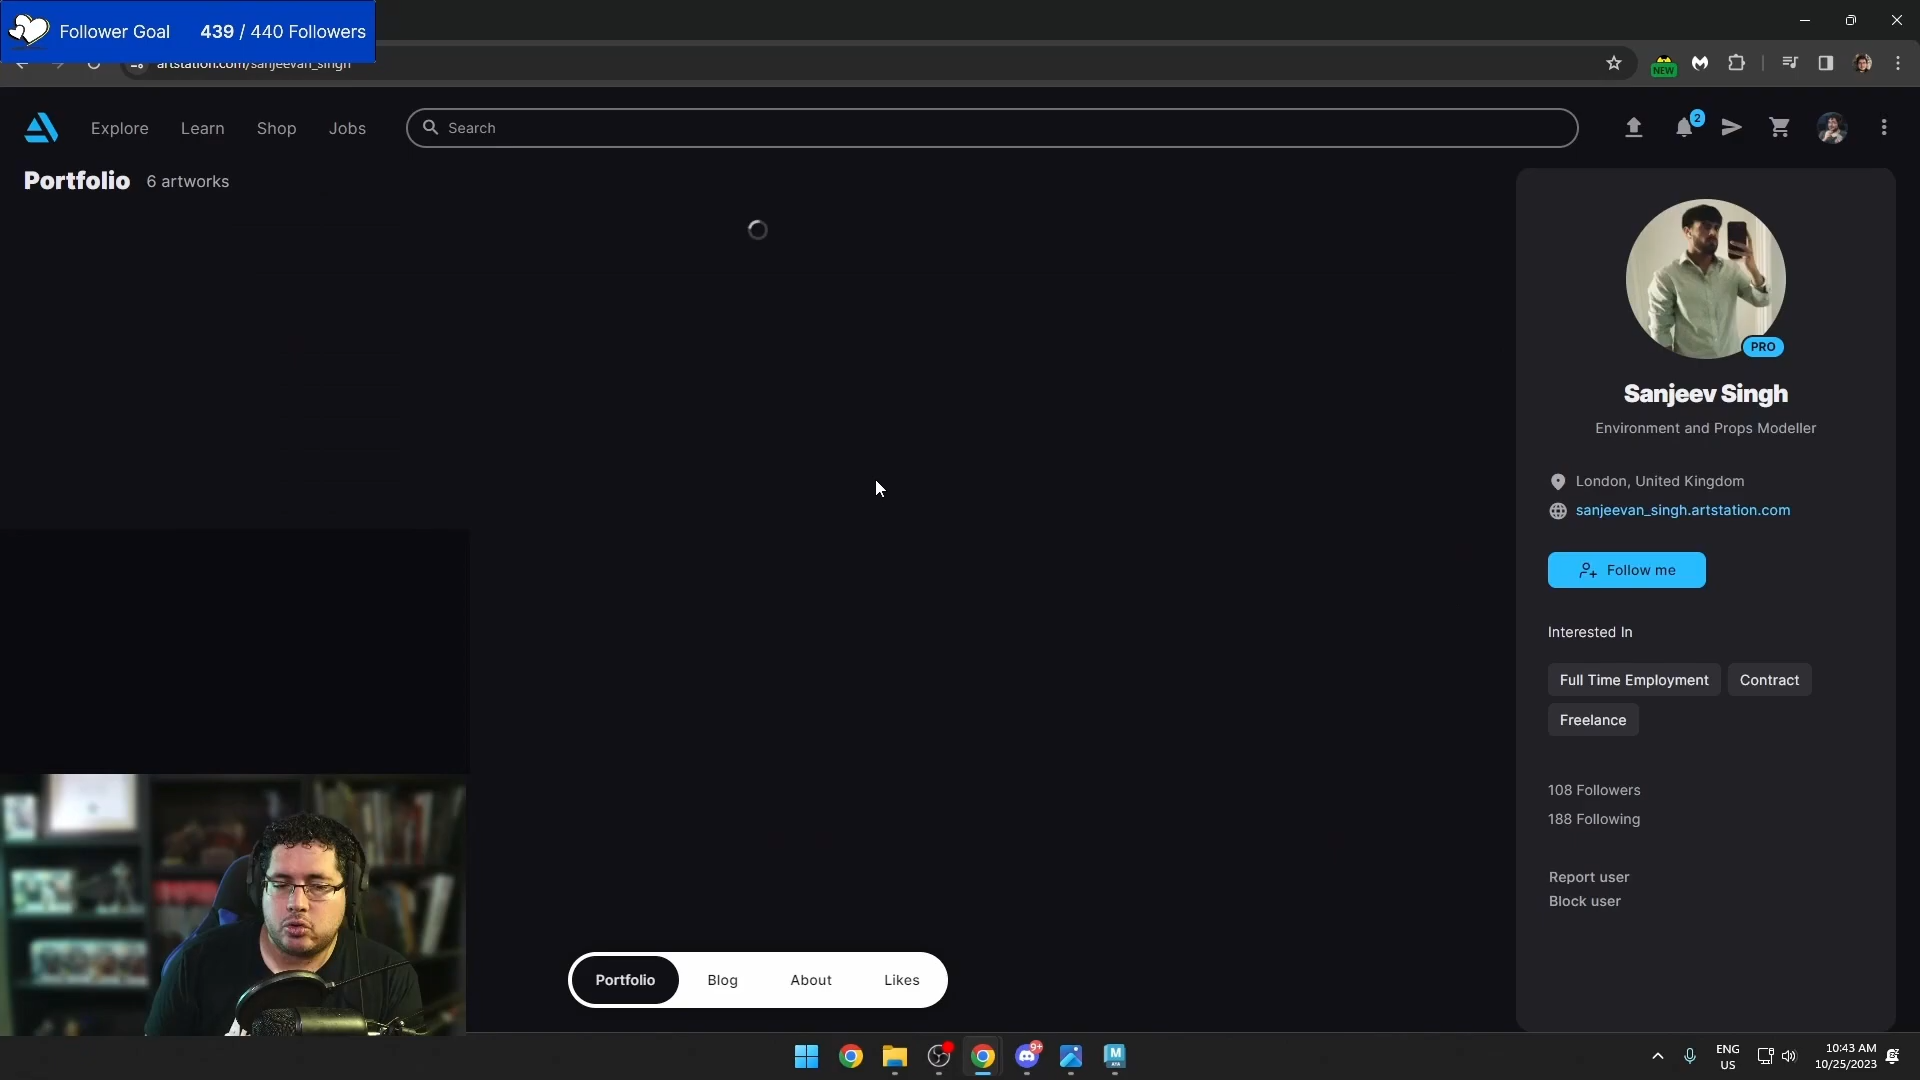 Follower Goal 439 / 440 Followers
artstation.com/sanjeevan_singh
NEW
Explore Learn Shop Jobs Search 2
Portfolio 6 artworks
PRO
Sanjeev Singh
Environment and Props Modeller
London, United Kingdom
sanjeevan_singh.artstation.com
Follow me
Interested In
Full Time Employment Contract
Freelance
108 Followers
188 Following
Report user
Block user
Portfolio Blog About Likes
9+
M
ENG
US
10:43 AM
10/25/2023